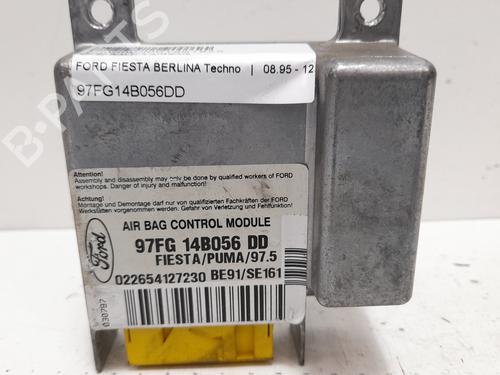 FORD FIESTA BERLINA Techno | 08.95 - 12
97FG14B056DD
Attention!
Assembly and disassembly may only be done by qualified workers of FORD
workshops. Danger of injury and malfunction!
Achtung!
Montage und Demontage darf nur von qualifizierten Fachkräften der FORD
Werkstätten vorgenommen werden. Gefahr von Verletzung und Fehlfunktion!
AIR BAG CONTROL MODULE
Ford
97FG 14B056 DD
FIESTA/PUMA/97.5
022654127230 BE91/SE161
030797
B-PARTS